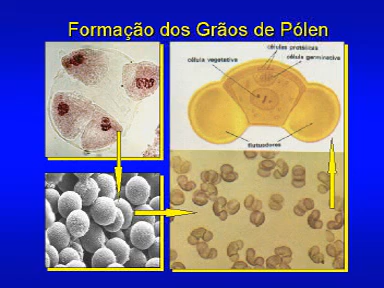 Formação dos Grãos de Pólen
células protálicas
célula vegetativa
célula germinativa
flutuadores